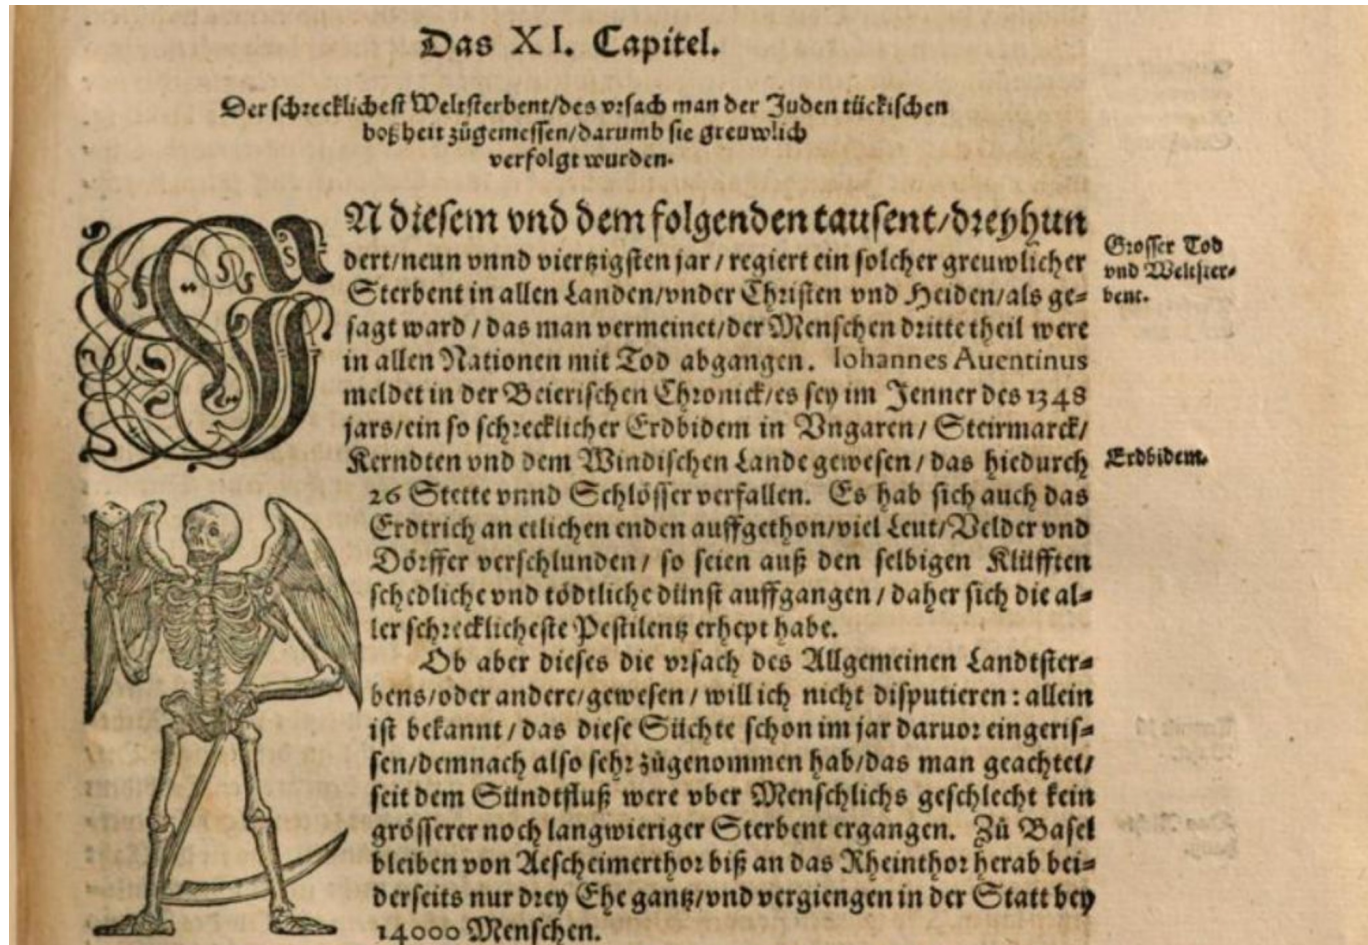 Das XI. Capitel.
Der schrecklichest Weltsterbent/des vrsach man der Juden tückischen
boßheit zůgemessen/darumb sie greuwlich
verfolgt wurden.
IN diesem vnd dem folgenden tausent/dreyhun
dert/neun vnnd viertzigsten jar / regiert ein solcher greuwlicher
Sterbent in allen Landen/vnder Christen vnd Heiden/als ge-
sagt ward / das man vermeinet/der Menschen dritte theil were
in allen Nationen mit Tod abgangen. Iohannes Auentinus
meldet in der Beierischen Chronick/es sey im Jenner des 1348
jars/ein so schrecklicher Erdbidem in Vngaren/ Steirmarck/
Kerndten vnd dem Windischen Lande gewesen / das hiedurch
26 Stette vnnd Schlösser verfallen. Es hab sich auch das
Erdtrich an etlichen enden auffgethon/viel Leut/Velder vnd
Dörffer verschlunden / so seien auß den selbigen Klüfften
schedliche vnd tödtliche dünst auffgangen / daher sich die al-
ler schrecklicheste Pestilentz erhept habe.
Ob aber dieses die vrsach des Allgemeinen Landtster-
bens/oder andere/gewesen / will ich nicht disputieren: allein
ist bekannt / das diese Süchte schon im jar daruor eingeris-
sen/demnach also sehr zůgenommen hab/das man geachtet/
seit dem Sündtfluß were vber Menschlichs geschlecht kein
grösserer noch langwieriger Sterbent ergangen. Zů Basel
bleiben von Aescheimerthor biß an das Rheinthor herab bei-
derseits nur drey Ehe gantz/vnd vergiengen in der Statt bey
14000 Menschen.
Grosser Tod
vnd Weltster-
bent.
Erdbidem.